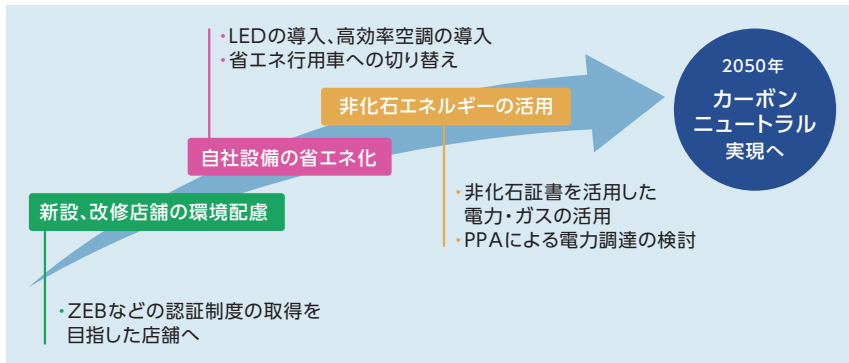 ・LEDの導入、高効率空調の導入
・省エネ行用車への切り替え
非化石エネルギーの活用
2050年
カーボン
ニュートラル
実現へ
自社設備の省エネ化
・非化石証書を活用した
電力・ガスの活用
・PPAによる電力調達の検討
新設、改修店舗の環境配慮
・ZEBなどの認証制度の取得を
目指した店舗へ